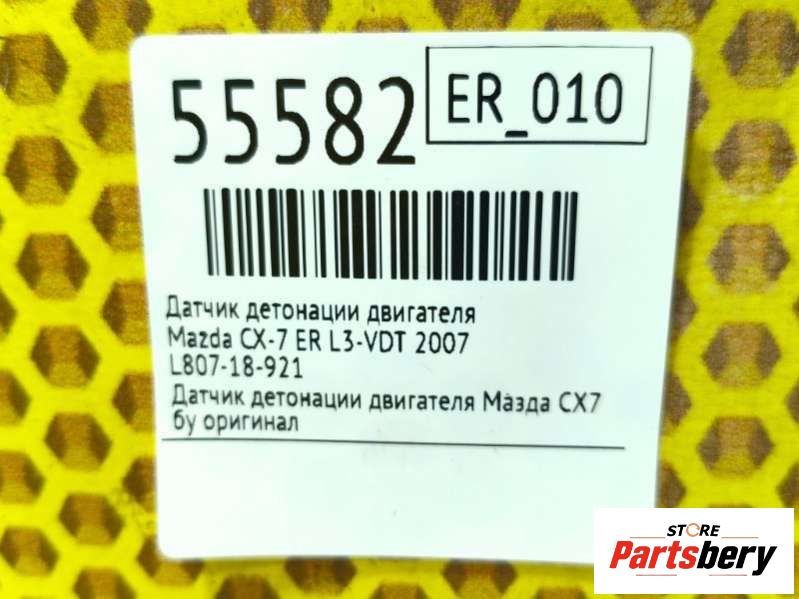 55582
ER_010
Датчик детонации двигателя
Mazda CX-7 ER L3-VDT 2007
L807-18-921
Датчик детонации двигателя Мазда CX7
бу оригинал
STORE
Partsbery